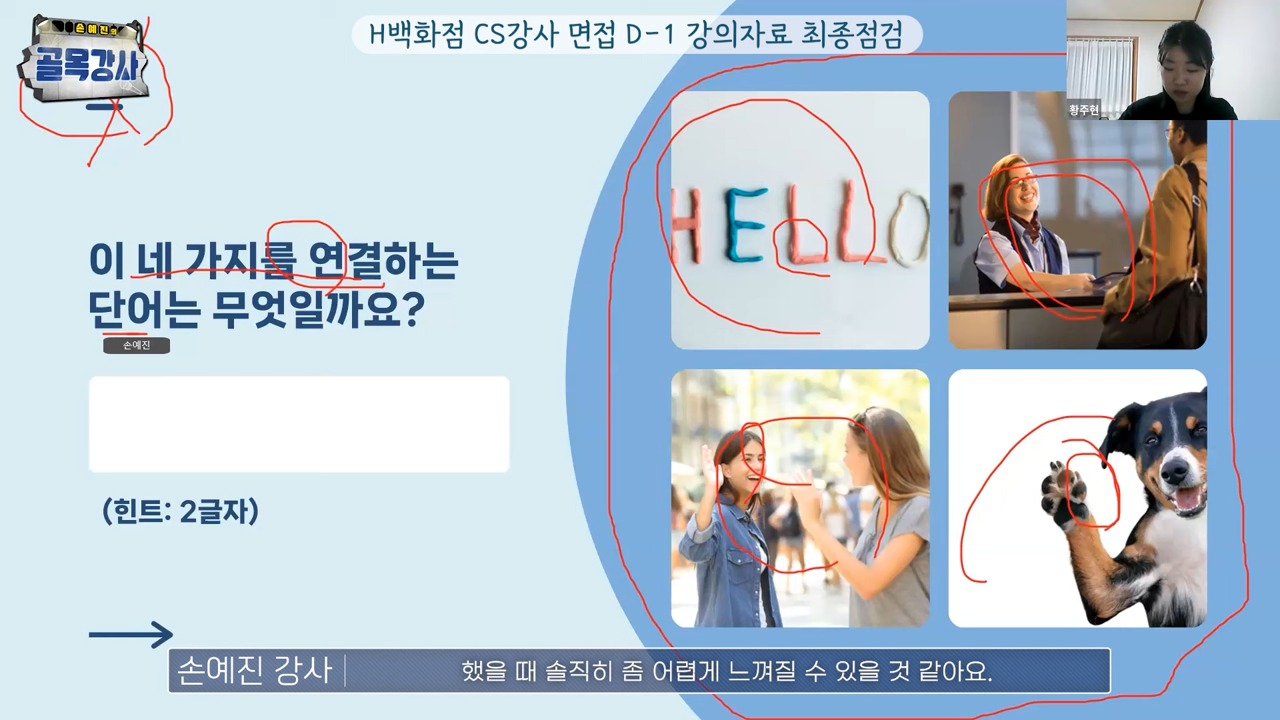 손예진의
골목강사
H백화점 CS강사 면접 D-1 강의자료 최종점검
황주현
HELLO
이 네 가지를 연결하는
단어는 무엇일까요?
손예진
(힌트: 2글자)
손예진 강사
했을 때 솔직히 좀 어렵게 느껴질 수 있을 것 같아요.